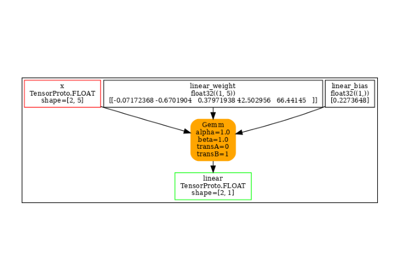 x
TensorProto.FLOAT
shape=[2, 5]
linear_weight
float32((1, 5))
[[-0.07172368 -0.6701904 0.37971938 42.502956 66.44145 ]]
linear_bias
float32((1,))
[0.2273648]
Gemm
alpha=1.0
beta=1.0
transA=0
transB=1
linear
TensorProto.FLOAT
shape=[2, 1]